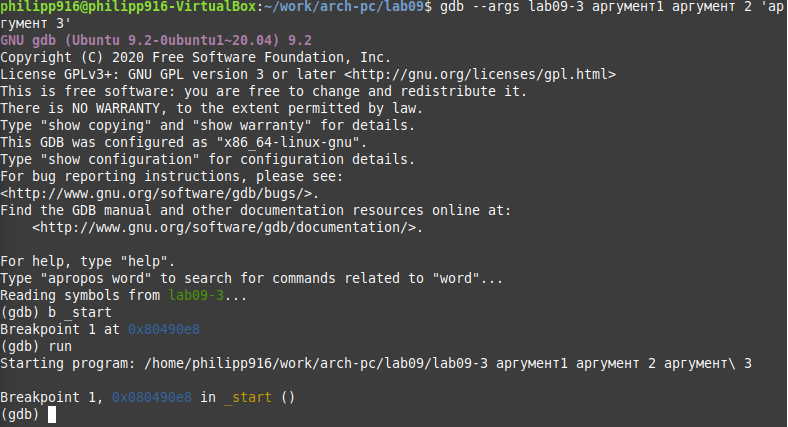 philipp916@philipp916-VirtualBox:~/work/arch-pc/lab09$ gdb --args lab09-3 аргумент1 аргумент 2 'ар
гумент 3'
GNU gdb (Ubuntu 9.2-0ubuntu1~20.04) 9.2
Copyright (C) 2020 Free Software Foundation, Inc.
License GPLv3+: GNU GPL version 3 or later <http://gnu.org/licenses/gpl.html>
This is free software: you are free to change and redistribute it.
There is NO WARRANTY, to the extent permitted by law.
Type "show copying" and "show warranty" for details.
This GDB was configured as "x86_64-linux-gnu".
Type "show configuration" for configuration details.
For bug reporting instructions, please see:
<http://www.gnu.org/software/gdb/bugs/>.
Find the GDB manual and other documentation resources online at:
    <http://www.gnu.org/software/gdb/documentation/>.

For help, type "help".
Type "apropos word" to search for commands related to "word"...
Reading symbols from lab09-3...
(gdb) b _start
Breakpoint 1 at 0x80490e8
(gdb) run
Starting program: /home/philipp916/work/arch-pc/lab09/lab09-3 аргумент1 аргумент 2 аргумент\ 3

Breakpoint 1, 0x080490e8 in _start ()
(gdb)